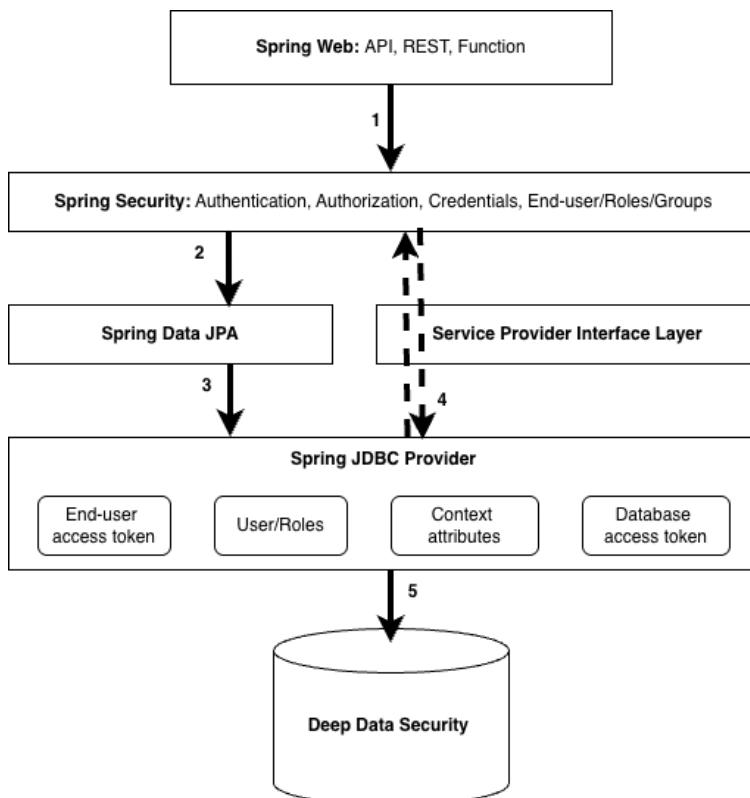 Spring Web: API, REST, Function
1
Spring Security: Authentication, Authorization, Credentials, End-user/Roles/Groups
2
Spring Data JPA
Service Provider Interface Layer
3
4
Spring JDBC Provider
End-user
access token
User/Roles
Context
attributes
Database
access token
5
Deep Data Security